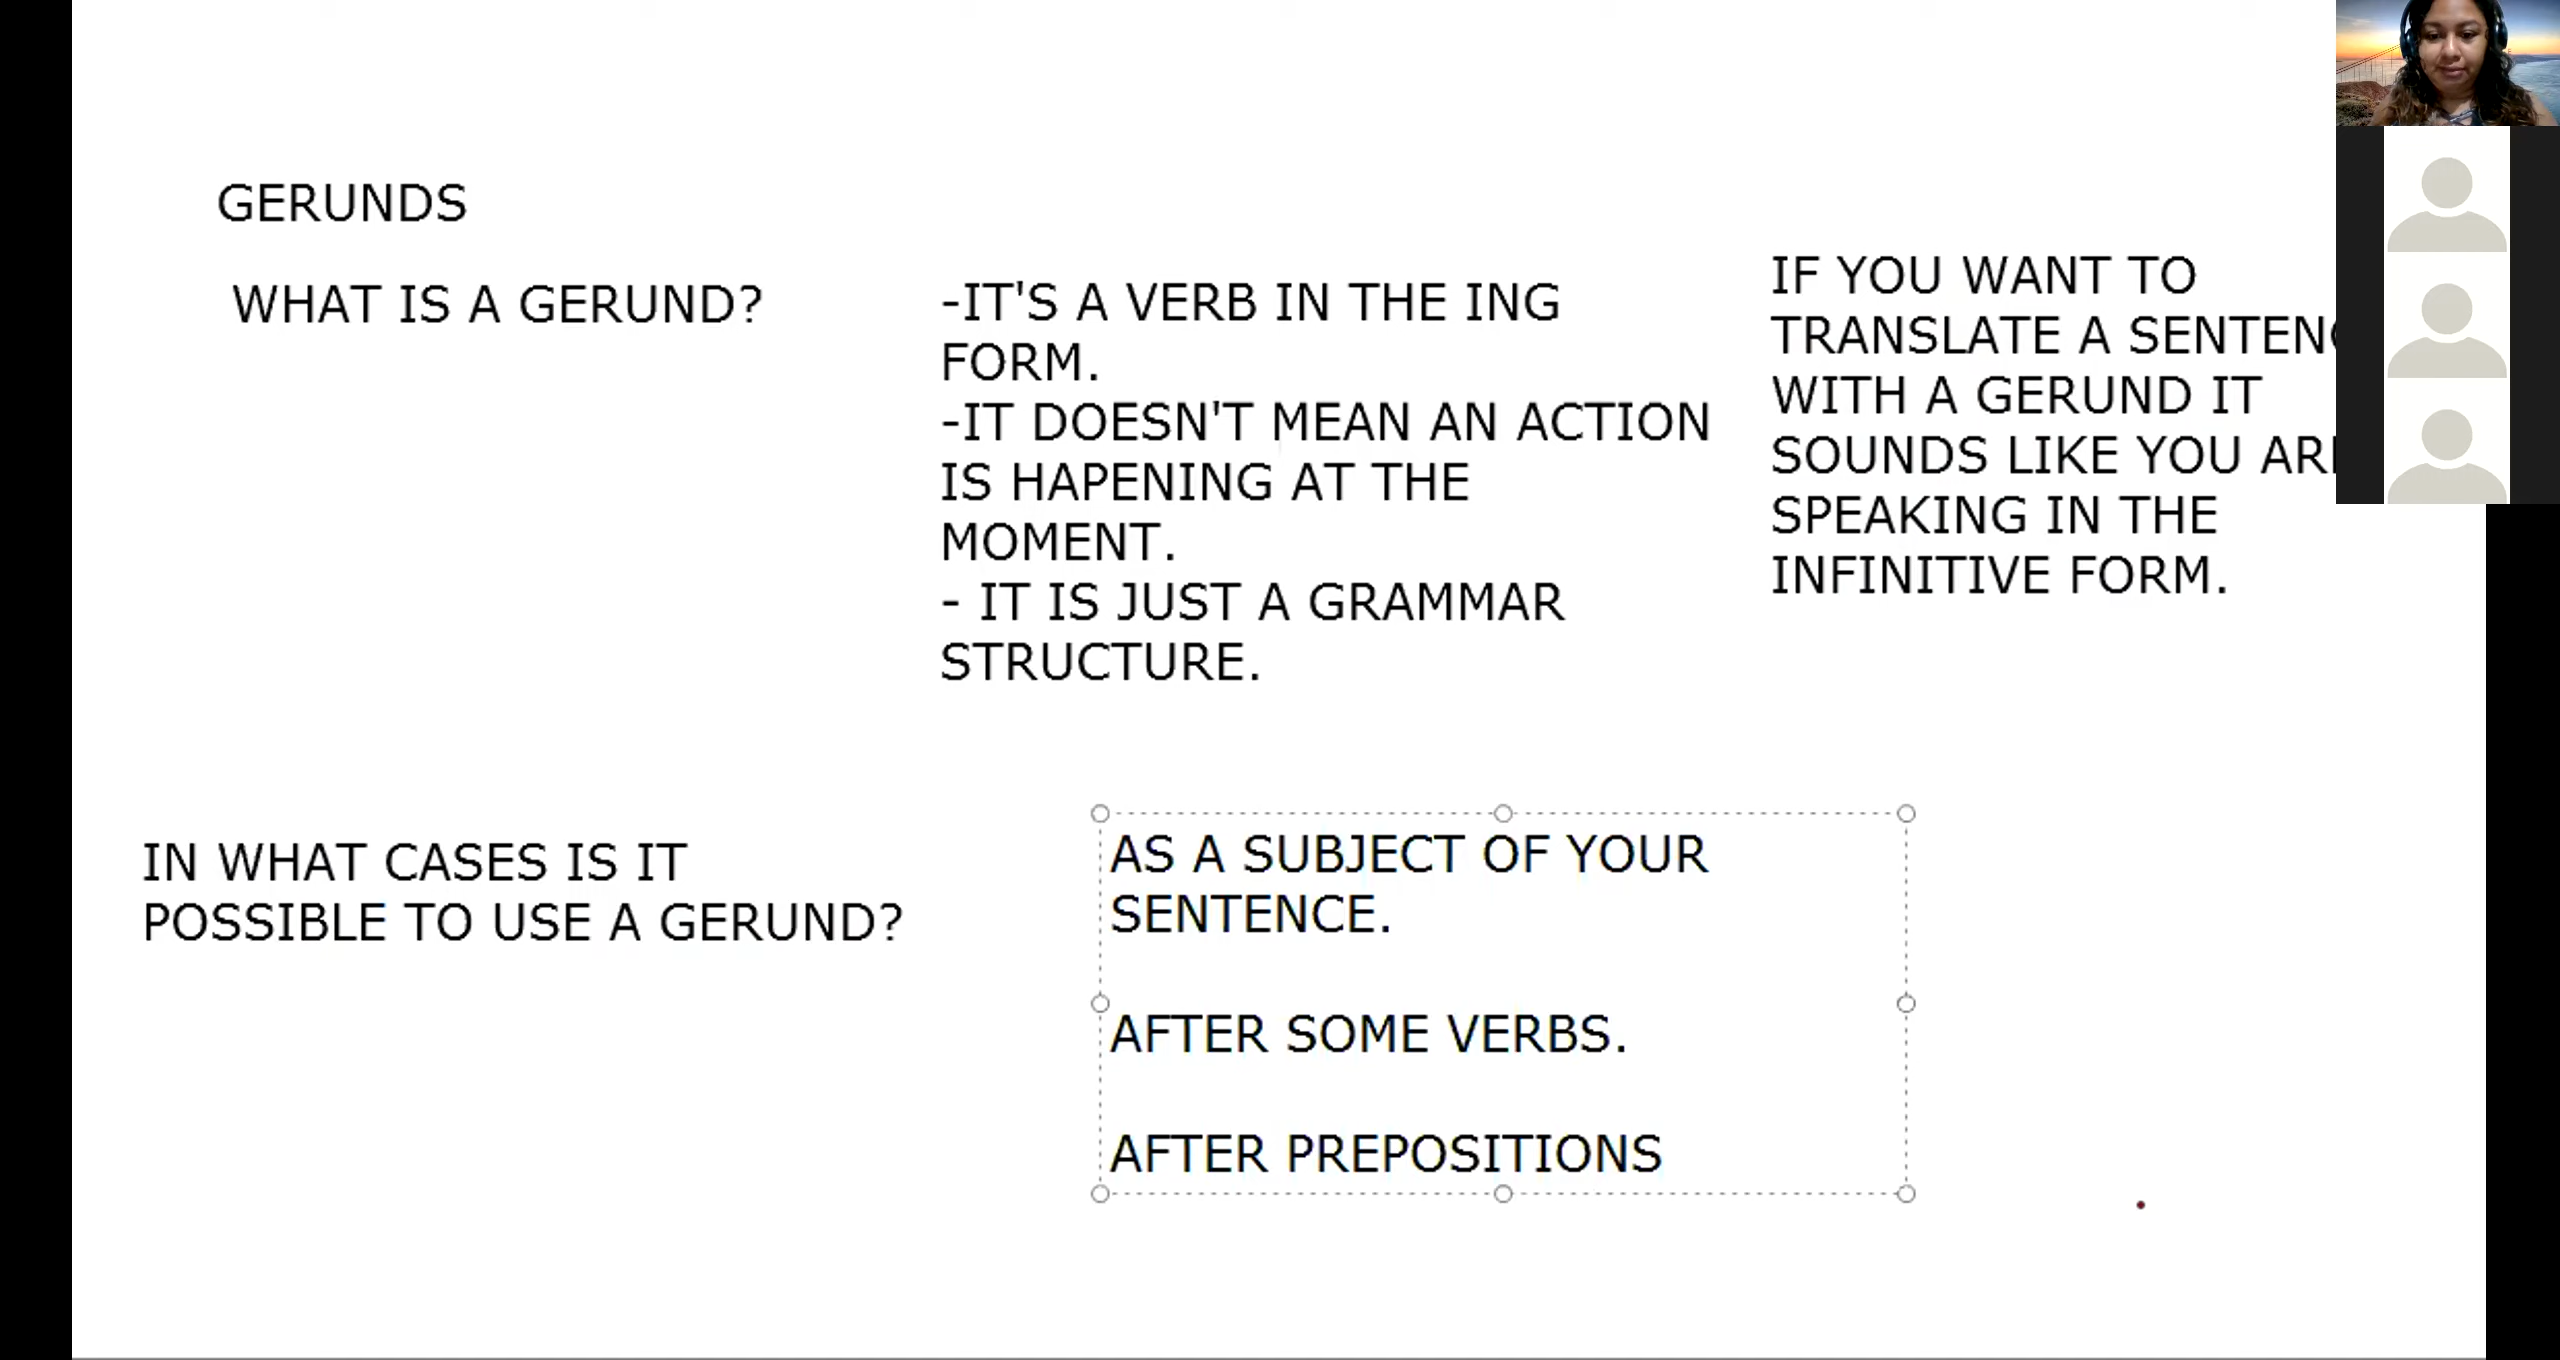 GERUNDS
WHAT IS A GERUND?
-IT'S A VERB IN THE ING
FORM.
-IT DOESN'T MEAN AN ACTION
IS HAPENING AT THE
MOMENT.
- IT IS JUST A GRAMMAR
STRUCTURE.
IF YOU WANT TO
TRANSLATE A
WITH A GERUND IT
SOUNDS LIKE YOU
SPEAKING IN THE
INFINITIVE FORM.
IN WHAT CASES IS IT
POSSIBLE TO USE A GERUND?
AS A SUBJECT OF YOUR
SENTENCE.
AFTER SOME VERBS.
AFTER PREPOSITIONS